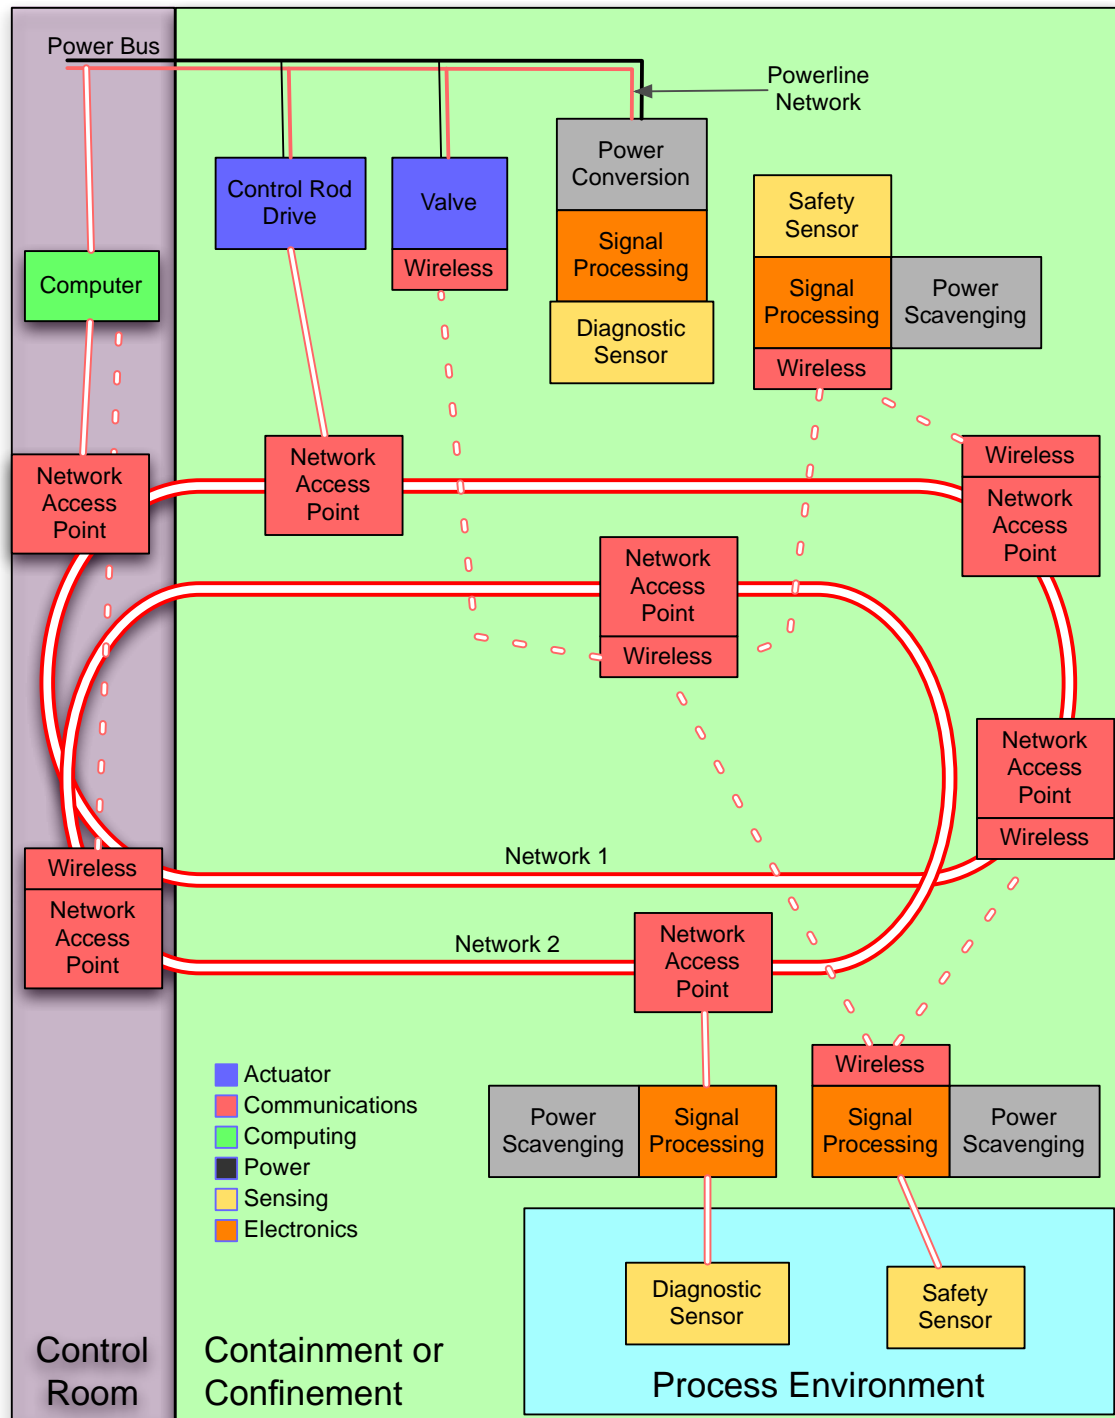 Power Bus
Powerline
Network
Power
Conversion
Control Rod
Drive
Valve
Safety
Sensor
Signal
Processing
Wireless
Computer
Signal
Processing
Power
Scavenging
Diagnostic
Sensor
Wireless
Network
Access
Point
Network
Access
Point
Wireless
Network
Access
Point
Network
Access
Point
Wireless
Network
Access
Point
Wireless
Network 1
Wireless
Network
Access
Point
Network 2
Network
Access
Point
Wireless
Actuator
Communications
Computing
Power
Sensing
Electronics
Power
Scavenging
Signal
Processing
Signal
Processing
Power
Scavenging
Diagnostic
Sensor
Safety
Sensor
Control
Room
Containment or
Confinement
Process Environment